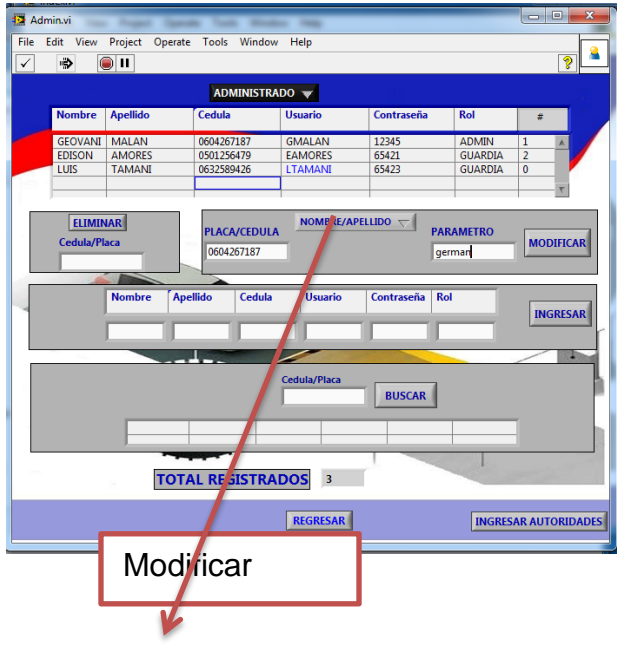 Admin.vi
File Edit View Project Operate Tools Window Help
ADMINISTRADO
Nombre Apellido Cedula Usuario Contraseña Rol #
GEOVANI MALAN 0604267187 GMALAN 12345 ADMIN 1
EDISON AMORES 0501256479 EAMORES 65421 GUARDIA 2
LUIS TAMANI 0632589426 LTAMANI 65423 GUARDIA 0
ELIMINAR
Cedula/Placa
PLACA/CEDULA NOMBRE/APELLIDO PARAMETRO
0604267187 german MODIFICAR
Nombre Apellido Cedula Usuario Contraseña Rol
INGRESAR
Cedula/Placa
BUSCAR
TOTAL REGISTRADOS 3
REGRESAR INGRESAR AUTORIDADES
Modificar